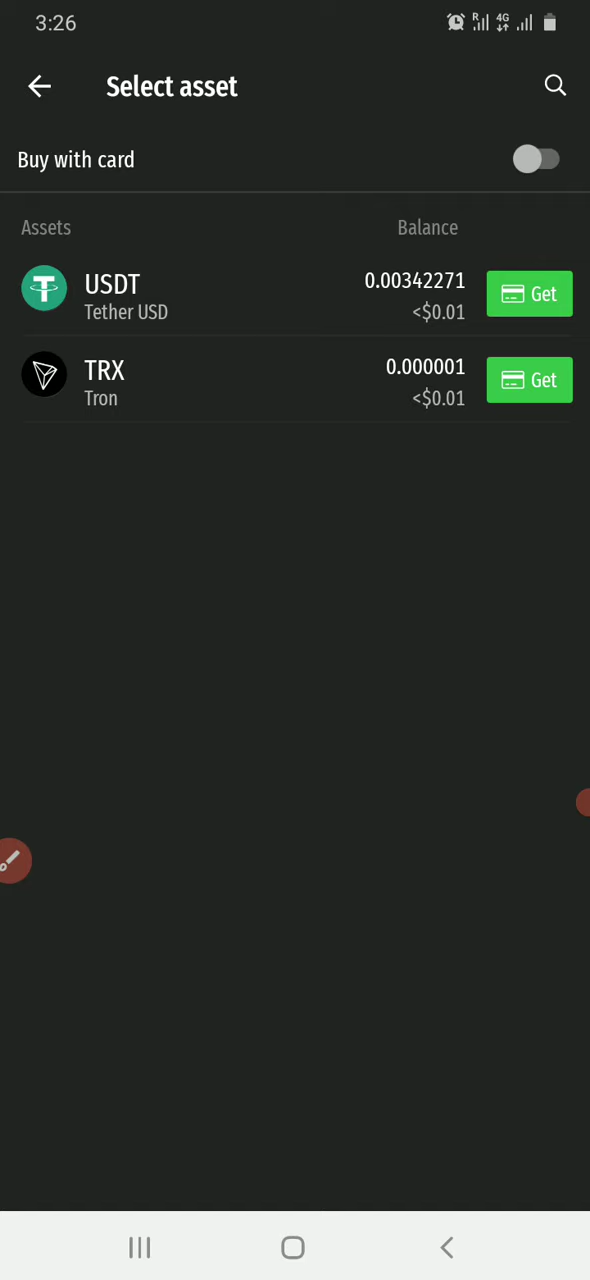 3:26 R 4G
Select asset
Buy with card
Assets Balance
USDT 0.00342271 Get
Tether USD <$0.01
TRX 0.000001 Get
Tron <$0.01